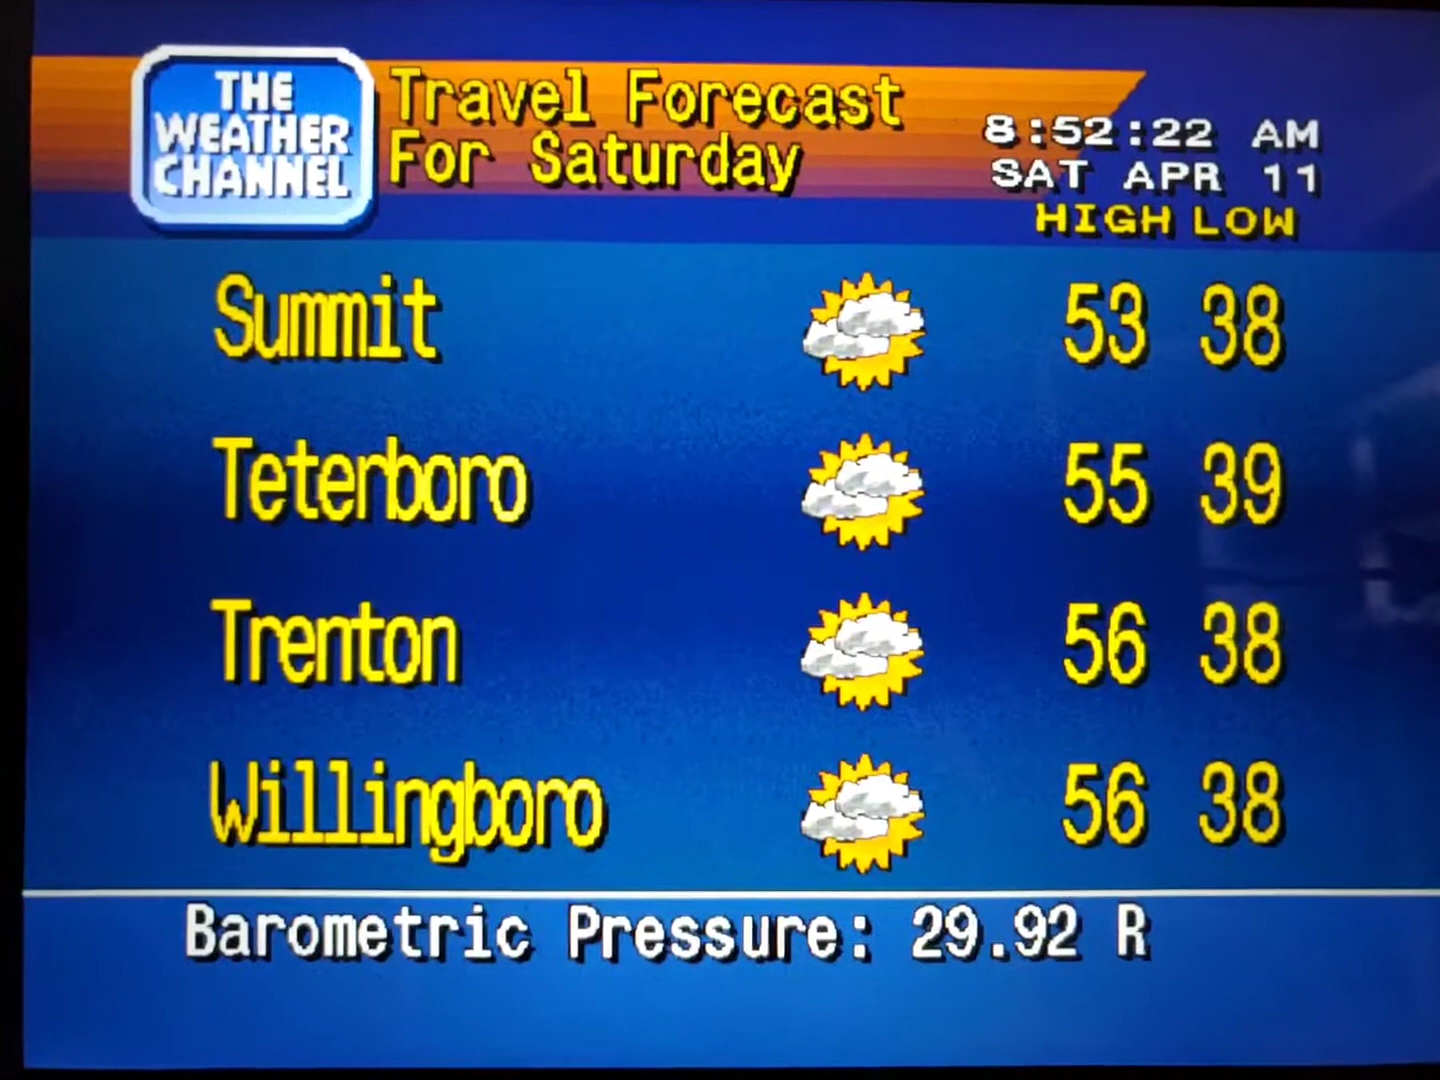 THE
WEATHER
CHANNEL
Travel Forecast
For Saturday
8:52:22 AM
SAT APR 11
HIGH LOW
Summit 53 38
Teterboro 55 39
Trenton 56 38
Willingboro 56 38
Barometric Pressure: 29.92 R